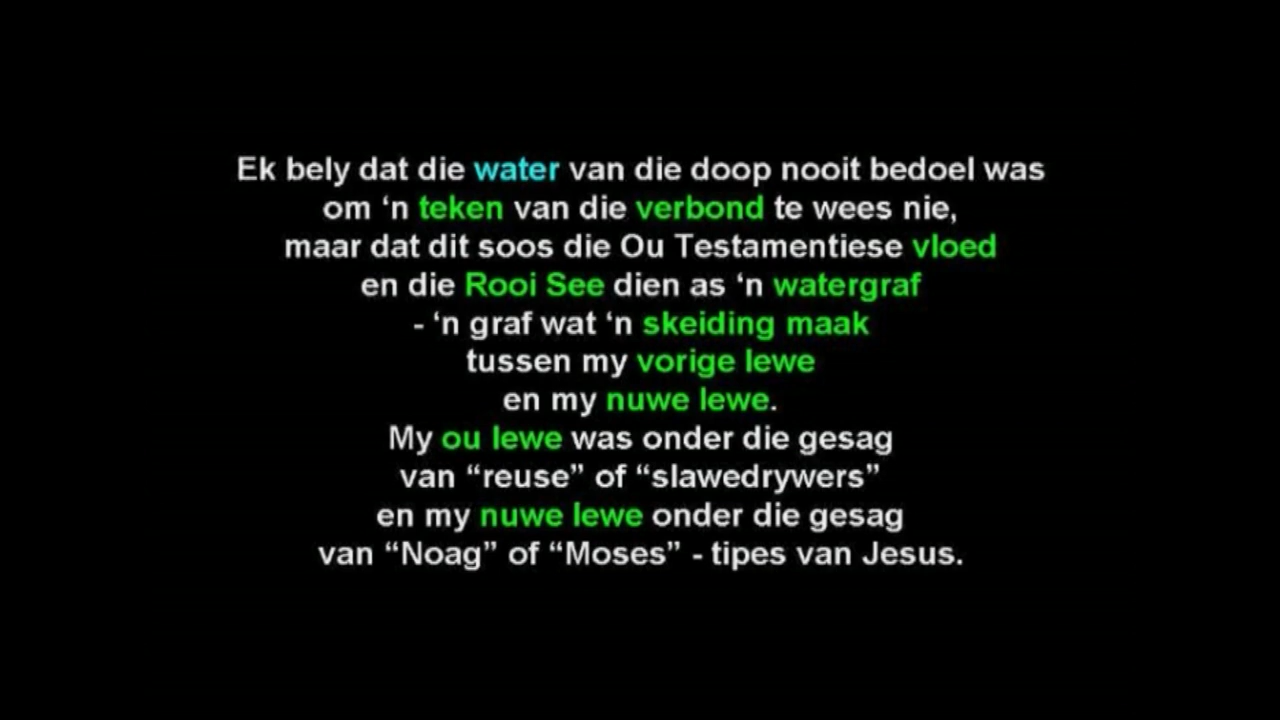 Ek bely dat die water van die doop nooit bedoel was
om ‘n teken van die verbond te wees nie,
maar dat dit soos die Ou Testamentiese vloed
en die Rooi See dien as ‘n watergraf
- ‘n graf wat ‘n skeiding maak
tussen my vorige lewe
en my nuwe lewe.
My ou lewe was onder die gesag
van “reuse” of “slawedrywers”
en my nuwe lewe onder die gesag
van “Noag” of “Moses” - tipes van Jesus.